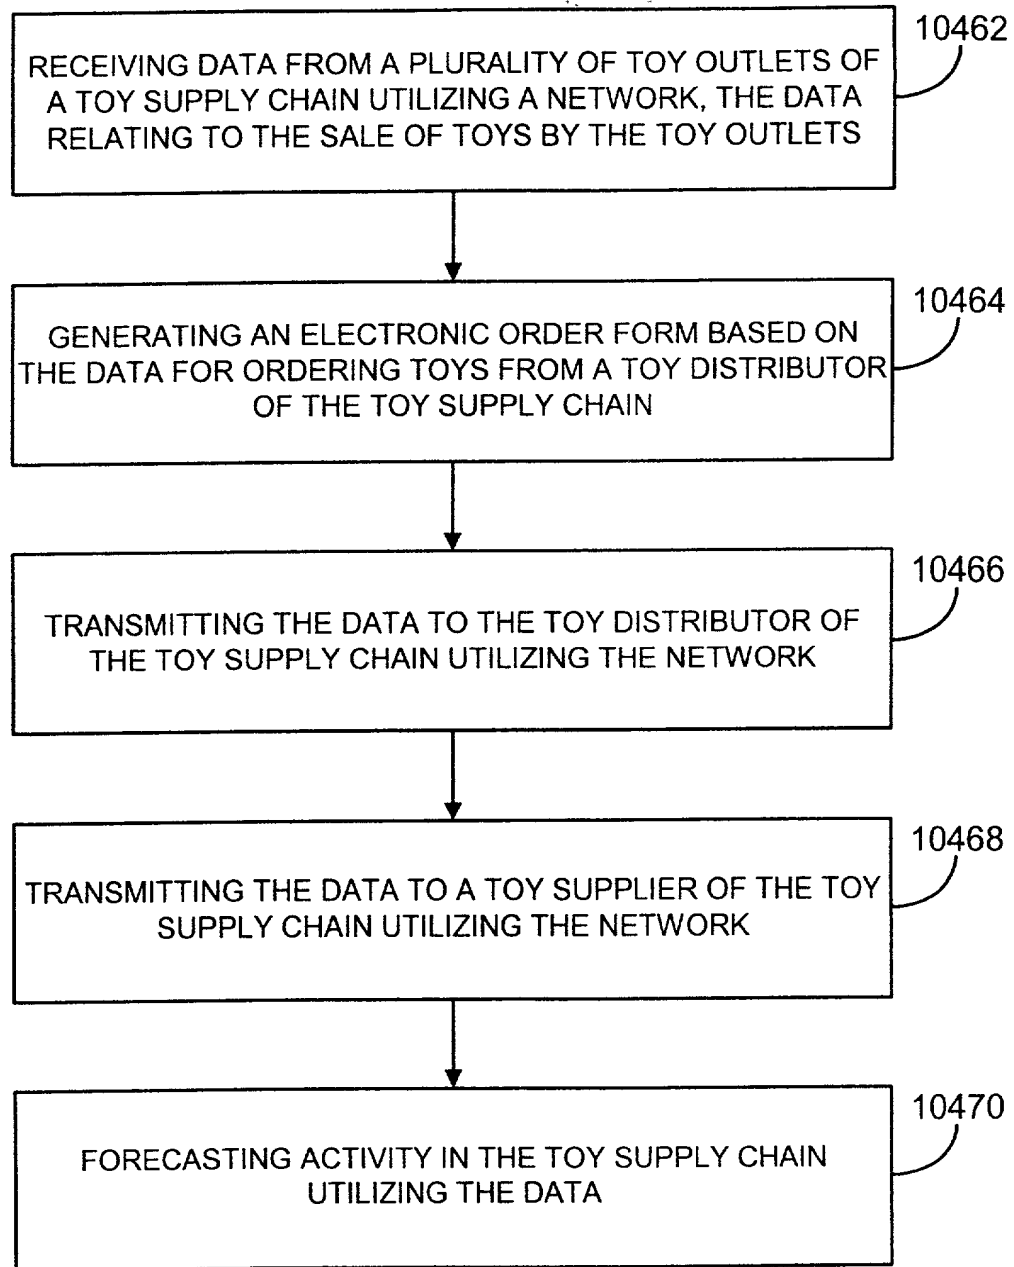 10462
RECEIVING DATA FROM A PLURALITY OF TOY OUTLETS OF
A TOY SUPPLY CHAIN UTILIZING A NETWORK, THE DATA
RELATING TO THE SALE OF TOYS BY THE TOY OUTLETS
10464
GENERATING AN ELECTRONIC ORDER FORM BASED ON
THE DATA FOR ORDERING TOYS FROM A TOY DISTRIBUTOR
OF THE TOY SUPPLY CHAIN
10466
TRANSMITTING THE DATA TO THE TOY DISTRIBUTOR OF
THE TOY SUPPLY CHAIN UTILIZING THE NETWORK
10468
TRANSMITTING THE DATA TO A TOY SUPPLIER OF THE TOY
SUPPLY CHAIN UTILIZING THE NETWORK
10470
FORECASTING ACTIVITY IN THE TOY SUPPLY CHAIN
UTILIZING THE DATA